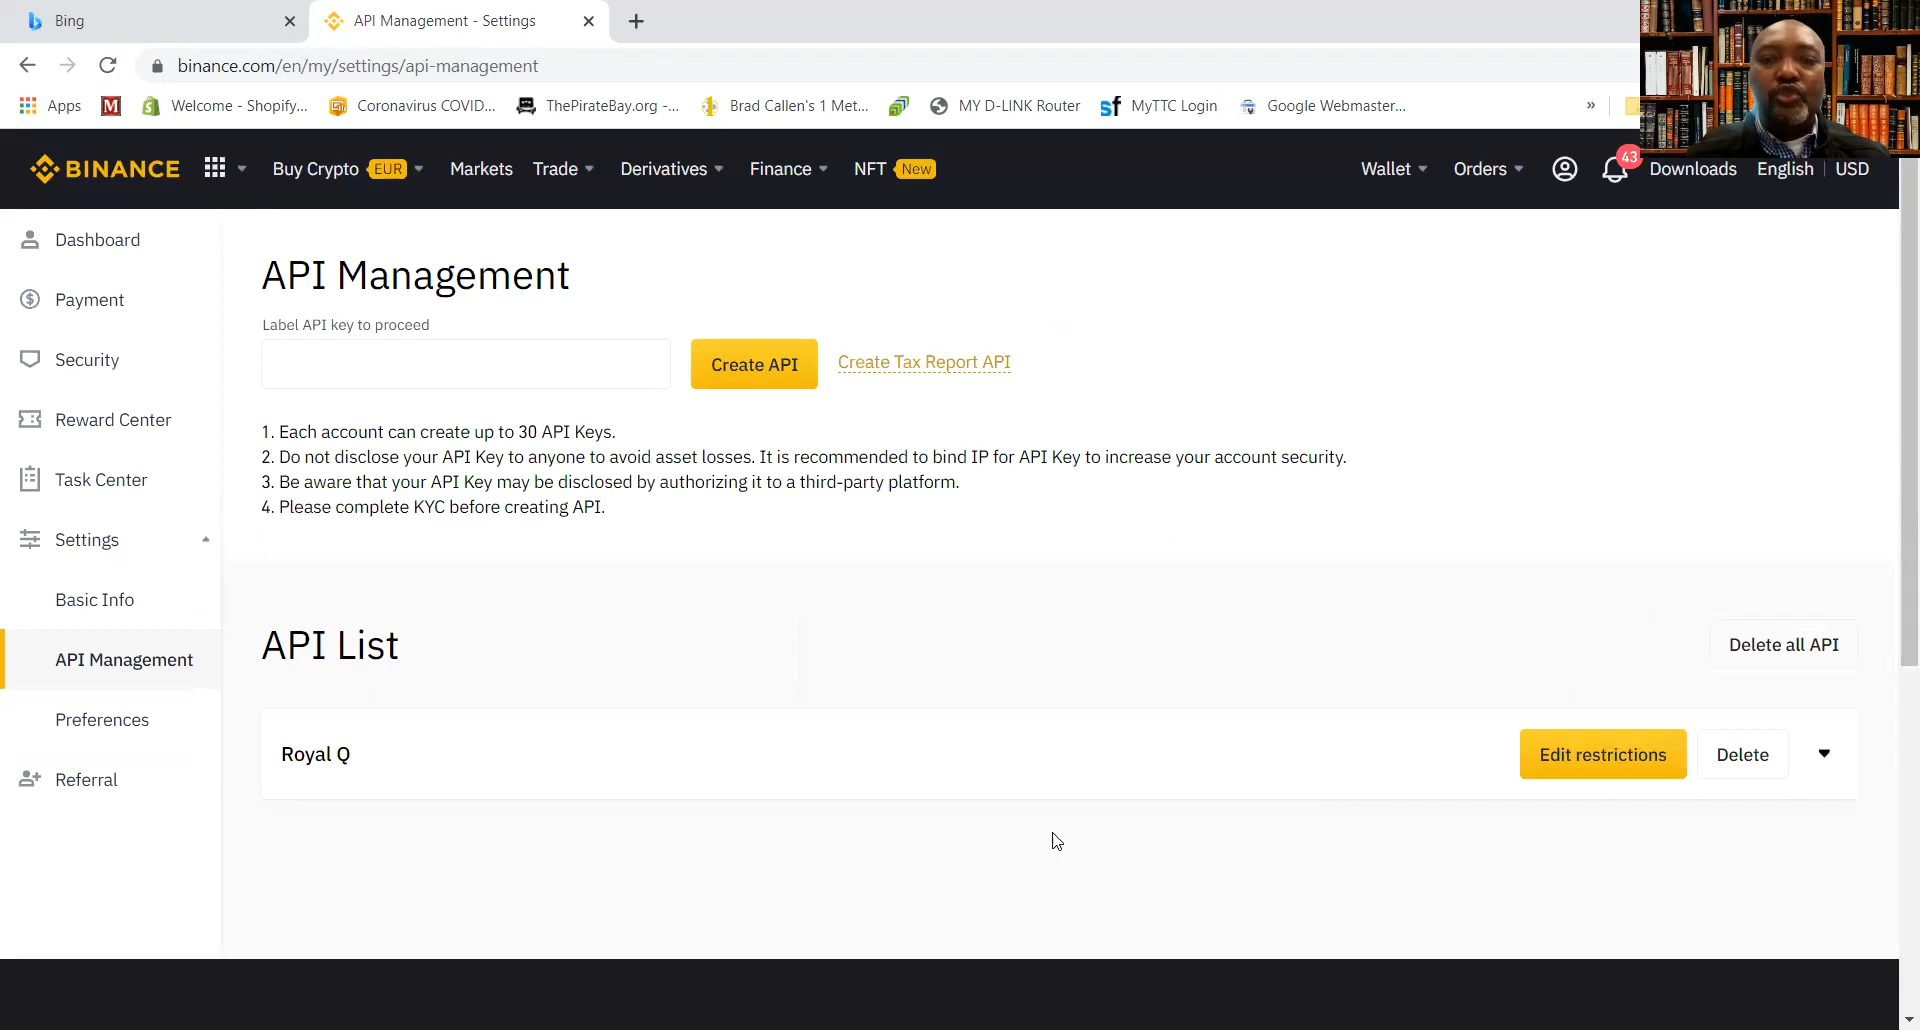 Bing
API Management - Settings
binance.com/en/my/settings/api-management
Apps
M
Welcome - Shopify...
Coronavirus COVID...
ThePirateBay.org -...
Brad Callen's 1 Met...
MY D-LINK Router
sf
MyTTC Login
Google Webmaster...
»
BINANCE
Buy Crypto EUR
Markets
Trade
Derivatives
Finance
NFT New
Wallet
Orders
43
Downloads
English
USD
Dashboard
Payment
Security
Reward Center
Task Center
Settings
Basic Info
API Management
Preferences
Referral
API Management
Label API key to proceed
Create API
Create Tax Report API
1. Each account can create up to 30 API Keys.
2. Do not disclose your API Key to anyone to avoid asset losses. It is recommended to bind IP for API Key to increase your account security.
3. Be aware that your API Key may be disclosed by authorizing it to a third-party platform.
4. Please complete KYC before creating API.
API List
Delete all API
Royal Q
Edit restrictions
Delete